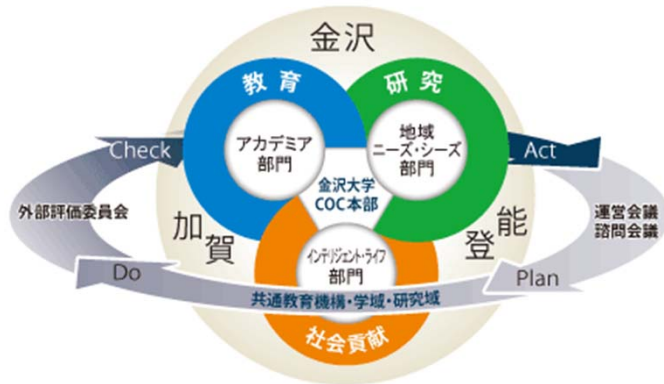 金沢
教育
研究
アカデミア
部門
地域
ニーズ・シーズ
部門
Check
Act
金沢大学
COC本部
外部評価委員会
運営会議
諮問会議
加賀
能登
インテリジェント・ライフ
部門
Do
Plan
共通教育機構・学域・研究域
社会貢献